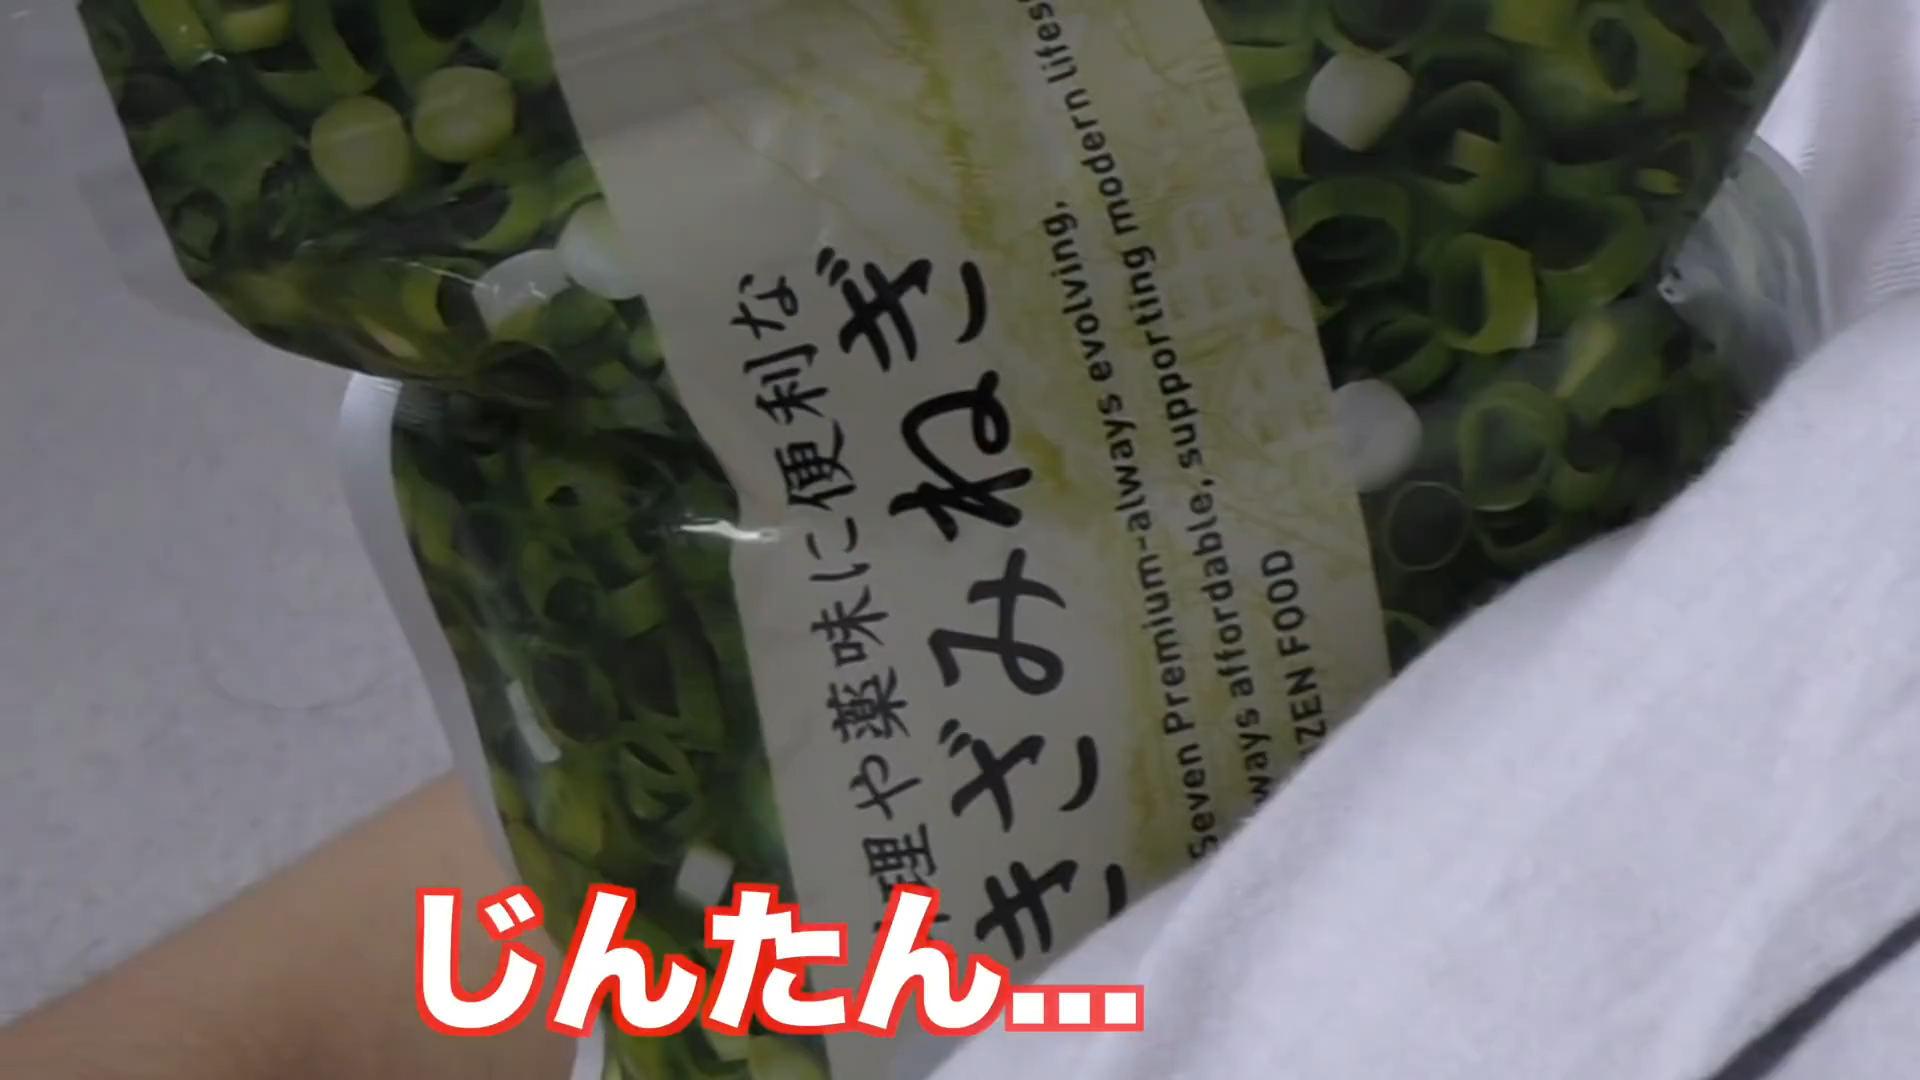 理や薬味に便利な
きざみねぎ
Seven Premium-always evolving,
always affordable, supporting modern lifes
ZEN FOOD
じんたん...